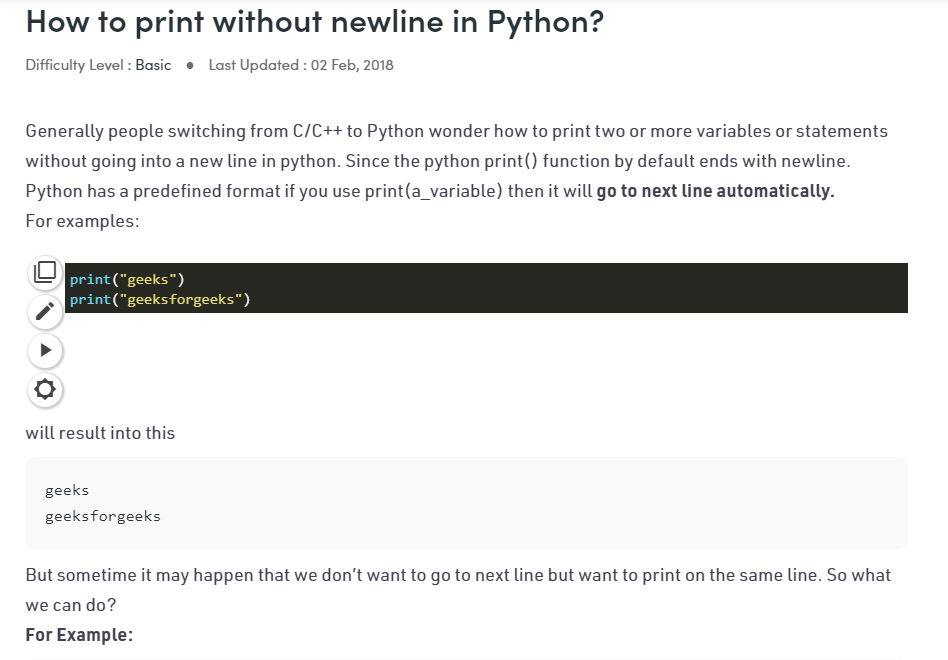 How to print without newline in Python?
Difficulty Level : Basic ● Last Updated : 02 Feb, 2018
Generally people switching from C/C++ to Python wonder how to print two or more variables or statements
without going into a new line in python. Since the python print() function by default ends with newline.
Python has a predefined format if you use print(a_variable) then it will go to next line automatically.
For examples:
print("geeks")
print("geeksforgeeks")
will result into this
geeks
geeksforgeeks
But sometime it may happen that we don't want to go to next line but want to print on the same line. So what
we can do?
For Example: